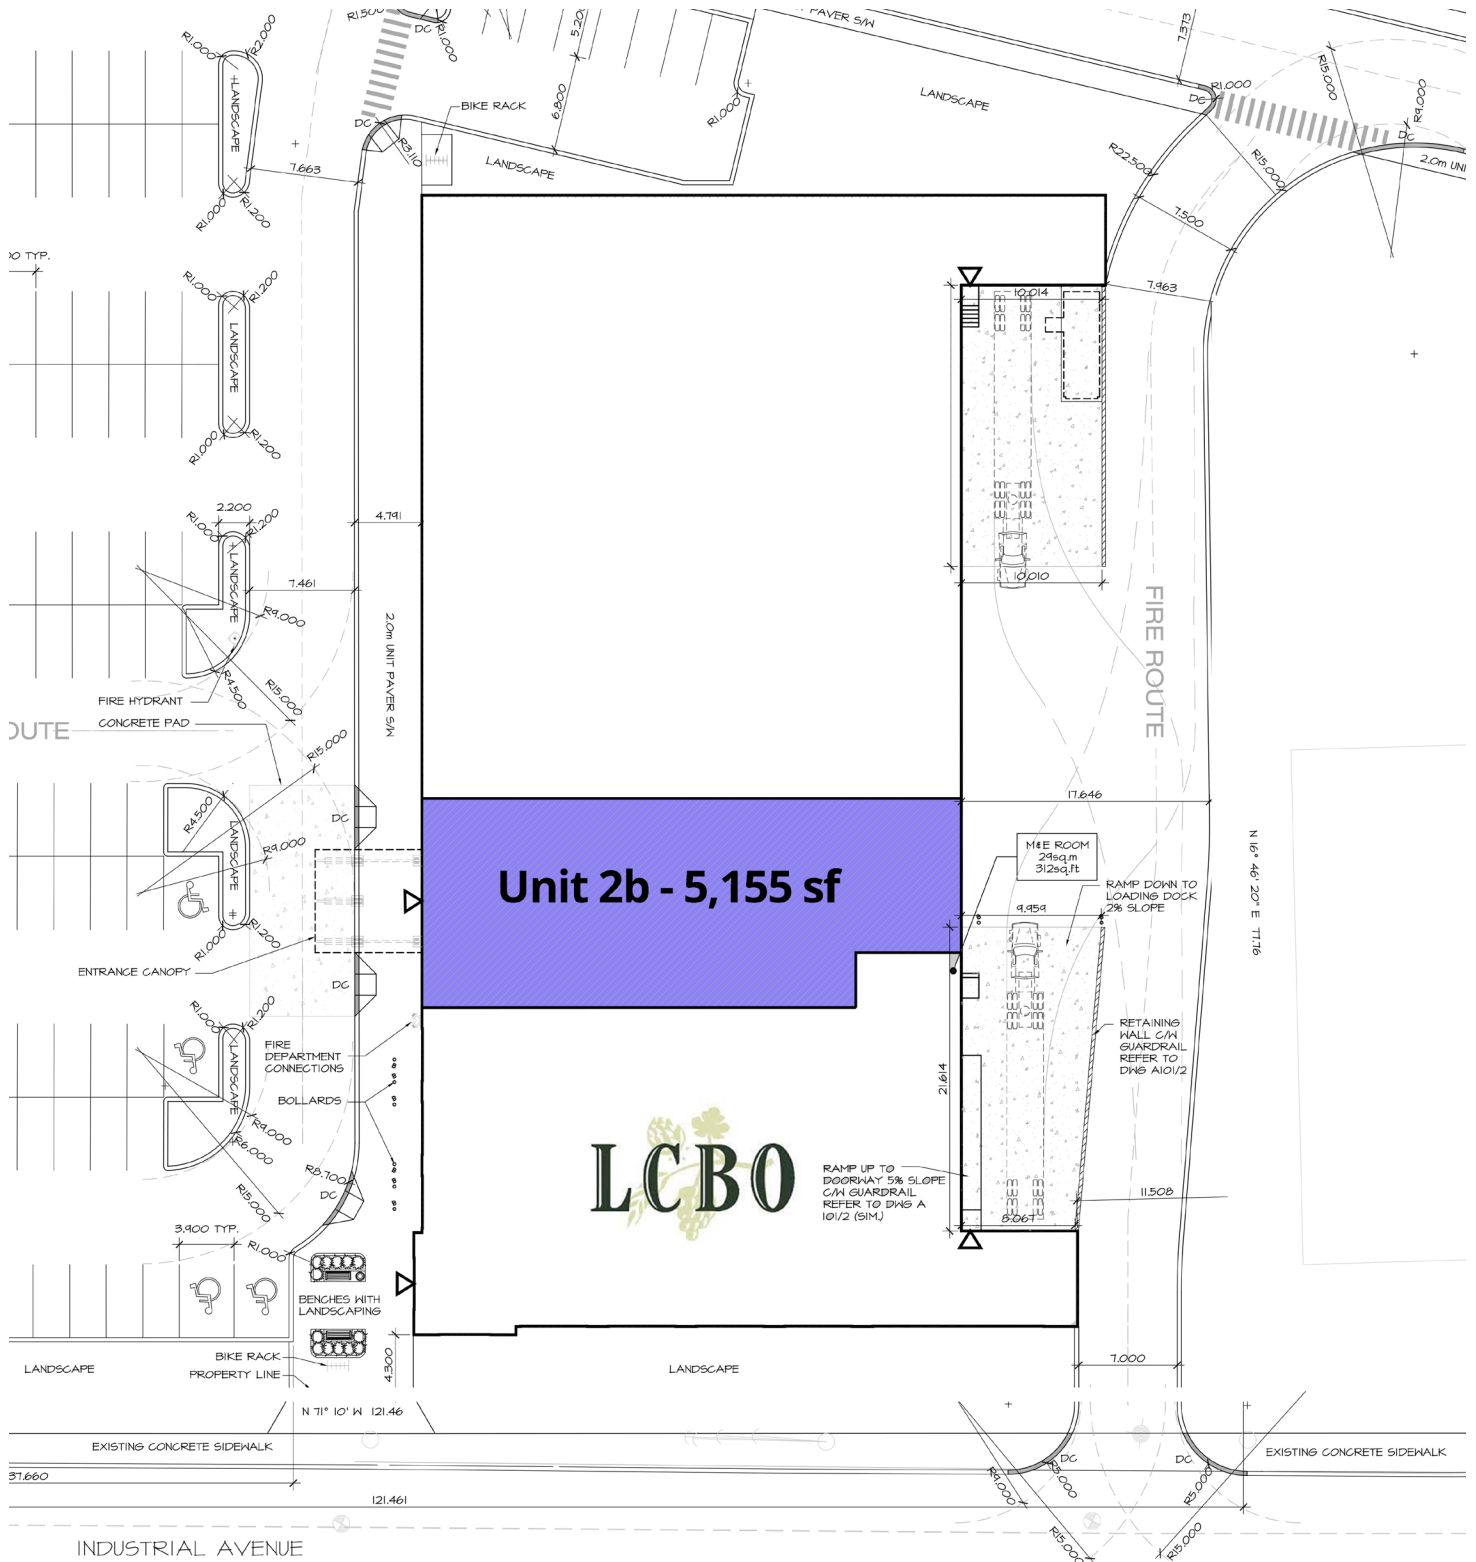 R1.500
DC
R1.000
5.20
PAVER S/W
7.373
R1.000
R2.000
LANDSCAPE
R1.000
R1.200
7.663
DC
R3.110
BIKE RACK
LANDSCAPE
6.800
R1.000
LANDSCAPE
R1.000
DC
R15.000
R9.000
DC
2.0m UNI
R22.500
R15.000
7.500
7.963
OO TYP.
R1.000
R1.200
LANDSCAPE
R1.000
R1.200
10.014
2.200
R1.000
R1.200
LANDSCAPE
4.791
7.461
R9.000
R4.500
R15.000
2.0m UNIT PAVER S/W
10.010
FIRE ROUTE
FIRE HYDRANT
CONCRETE PAD
OUTE
R15.000
R4.500
LANDSCAPE
R9.000
R1.000
R1.200
DC
ENTRANCE CANOPY
DC
Unit 2b - 5,155 sf
17.646
M&E ROOM
29sq.m
312sq.ft
RAMP DOWN TO
LOADING DOCK
2% SLOPE
9.959
N 16° 46' 20" E 77.76
R1.000
R1.200
LANDSCAPE
FIRE
DEPARTMENT
CONNECTIONS
BOLLARDS
R9.000
R6.000
R15.000
R8.700
DC
RETAINING
WALL C/W
GUARDRAIL
REFER TO
DWG A101/2
21.614
LCBO
RAMP UP TO
DOORWAY 5% SLOPE
C/W GUARDRAIL
REFER TO DWG A
101/2 (SIM.)
11.508
3.900 TYP.
R1.000
BENCHES WITH
LANDSCAPING
BIKE RACK
PROPERTY LINE
4.300
LANDSCAPE
LANDSCAPE
7.000
N 71° 10' W 121.46
EXISTING CONCRETE SIDEWALK
DC
DC
EXISTING CONCRETE SIDEWALK
37.660
R9.000
R5.000
R5.000
121.461
R15.000
R15.000
INDUSTRIAL AVENUE